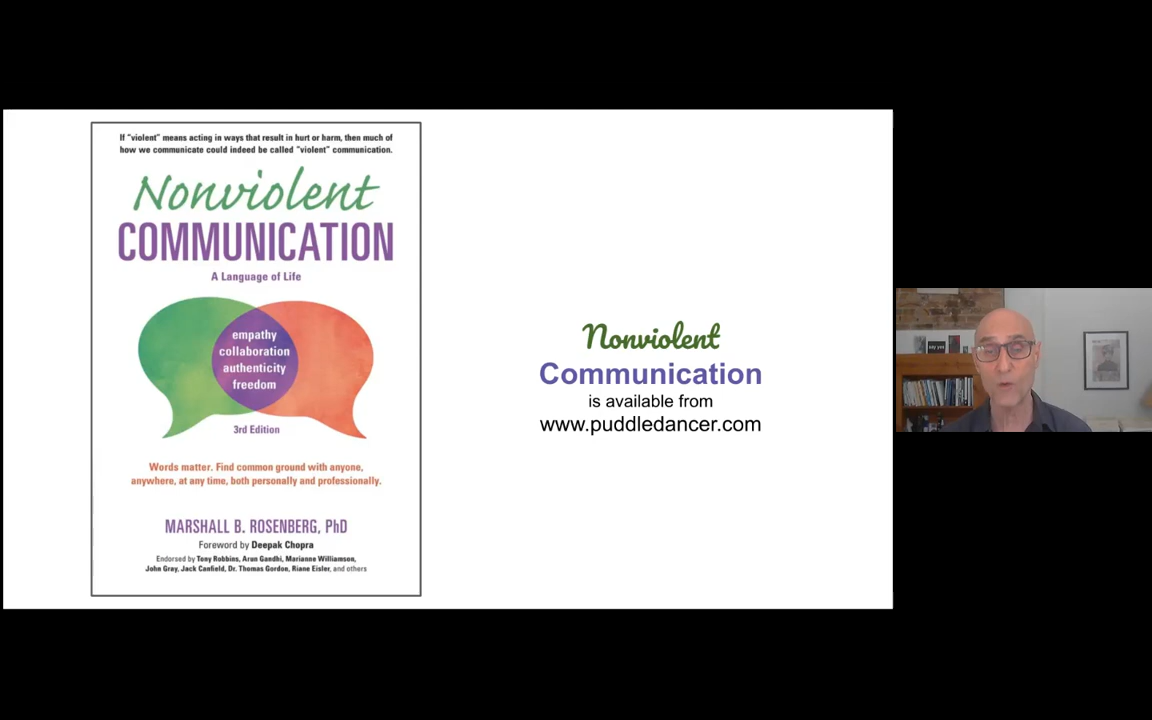 If "violent" means acting in ways that result in hurt or harm, then much of
how we communicate could indeed be called "violent" communication.
Nonviolent
COMMUNICATION
A Language of Life
empathy
collaboration
authenticity
freedom
3rd Edition
Words matter. Find common ground with anyone,
anywhere, at any time, both personally and professionally.
MARSHALL B. ROSENBERG, PhD
Foreword by Deepak Chopra
Endorsed by Tony Robbins, Arun Gandhi, Marianne Williamson,
John Gray, Jack Canfield, Dr. Thomas Gordon, Riane Eisler, and others
Nonviolent
Communication
is available from
www.puddledancer.com
say yes